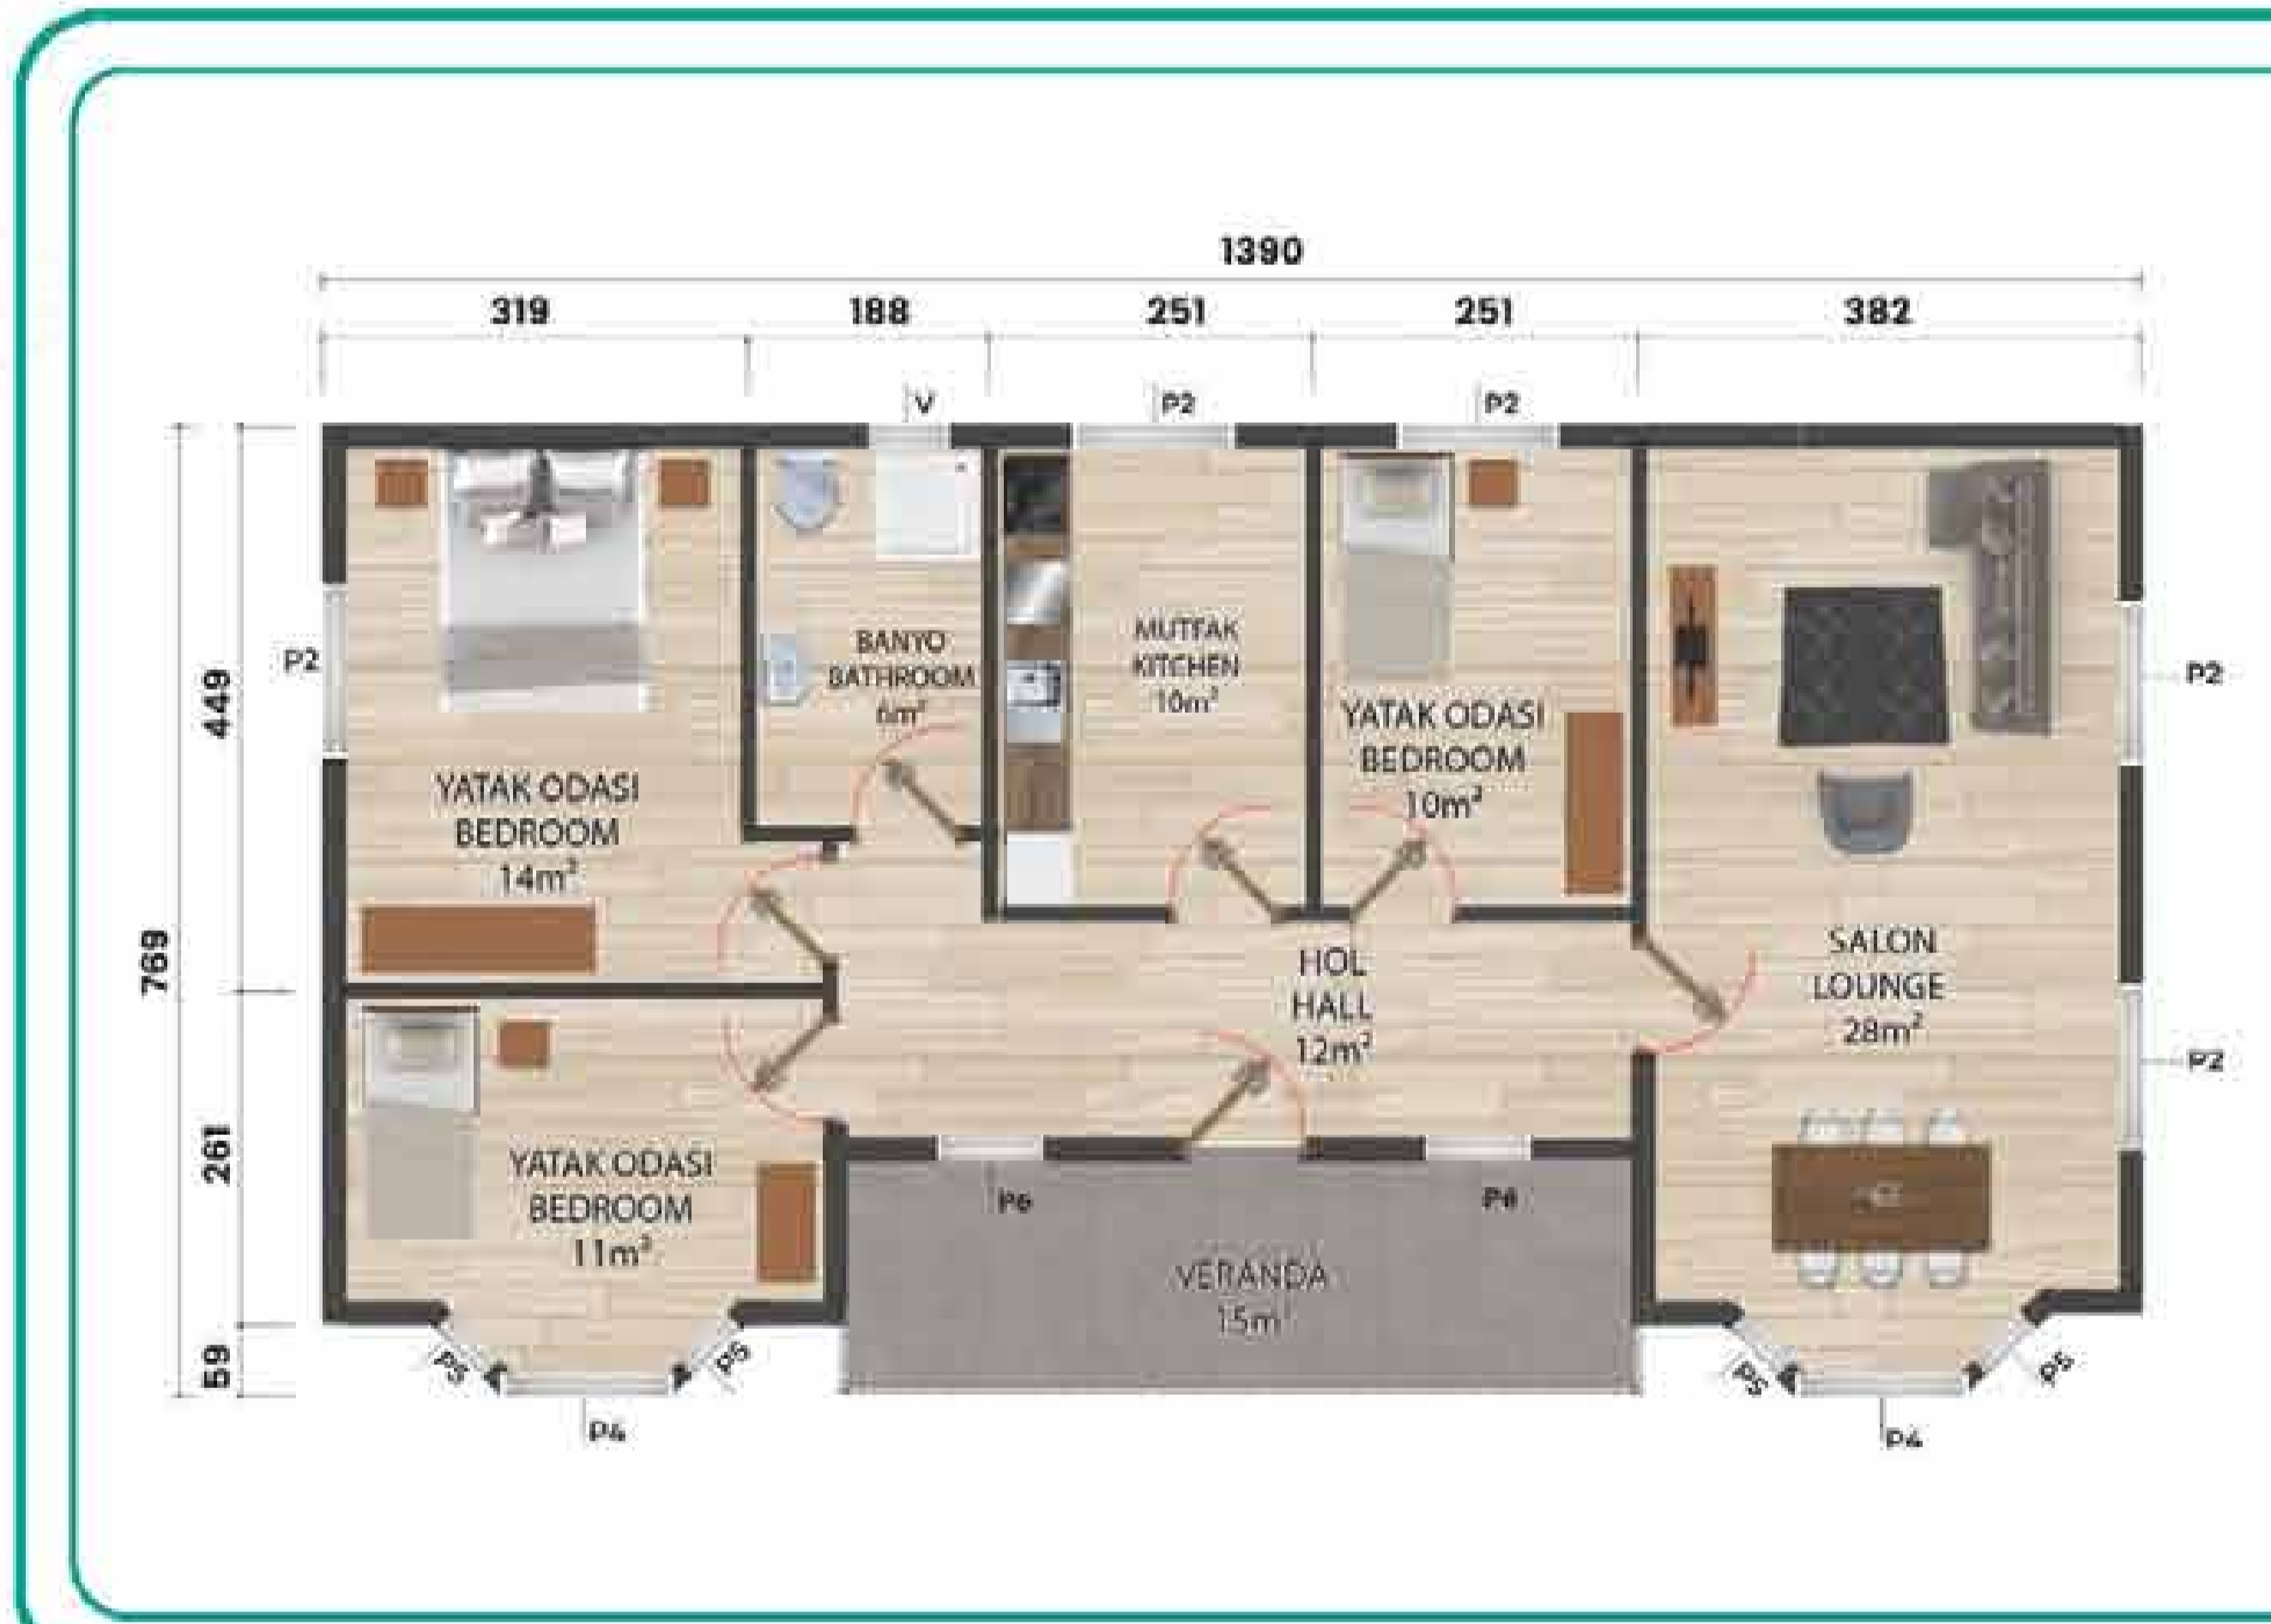 1390
319 188 251 251 382
V P2 P2
P2
449
769
261
59
YATAK ODASI
BEDROOM
14m²
BANYO
BATHROOM
6m²
MUTFAK
KITCHEN
10m²
YATAK ODASI
BEDROOM
10m²
P2
SALON
LOUNGE
28m²
P2
HOL
HALL
12m²
YATAK ODASI
BEDROOM
11m²
P6
VERANDA
15m²
P5 P5
P4
P5 P5
P4